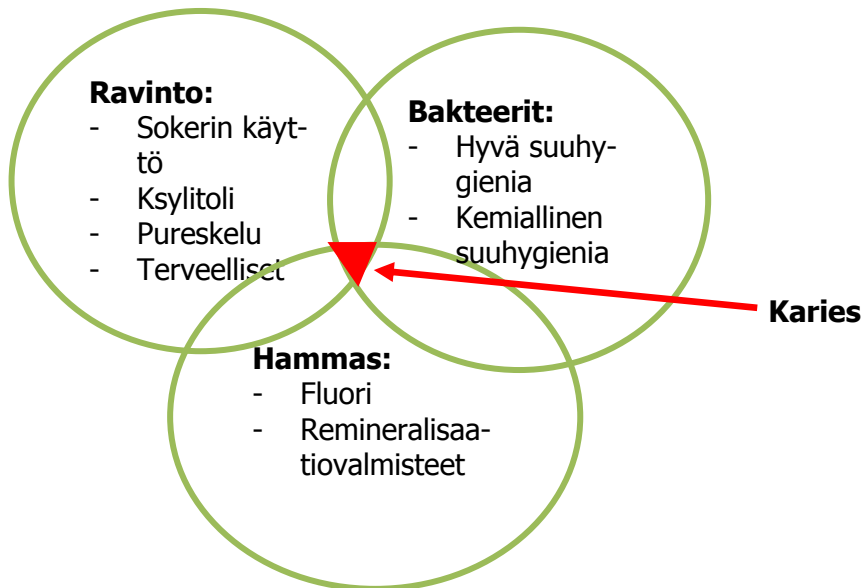 Ravinto:
- Sokerin käyt-
tö
- Ksylitoli
- Pureskelu
- Terveelliset
Bakteerit:
- Hyvä suuhy-
gienia
- Kemiallinen
suuhygienia
Karies
Hammas:
- Fluori
- Remineralisaa-
tiovalmisteet